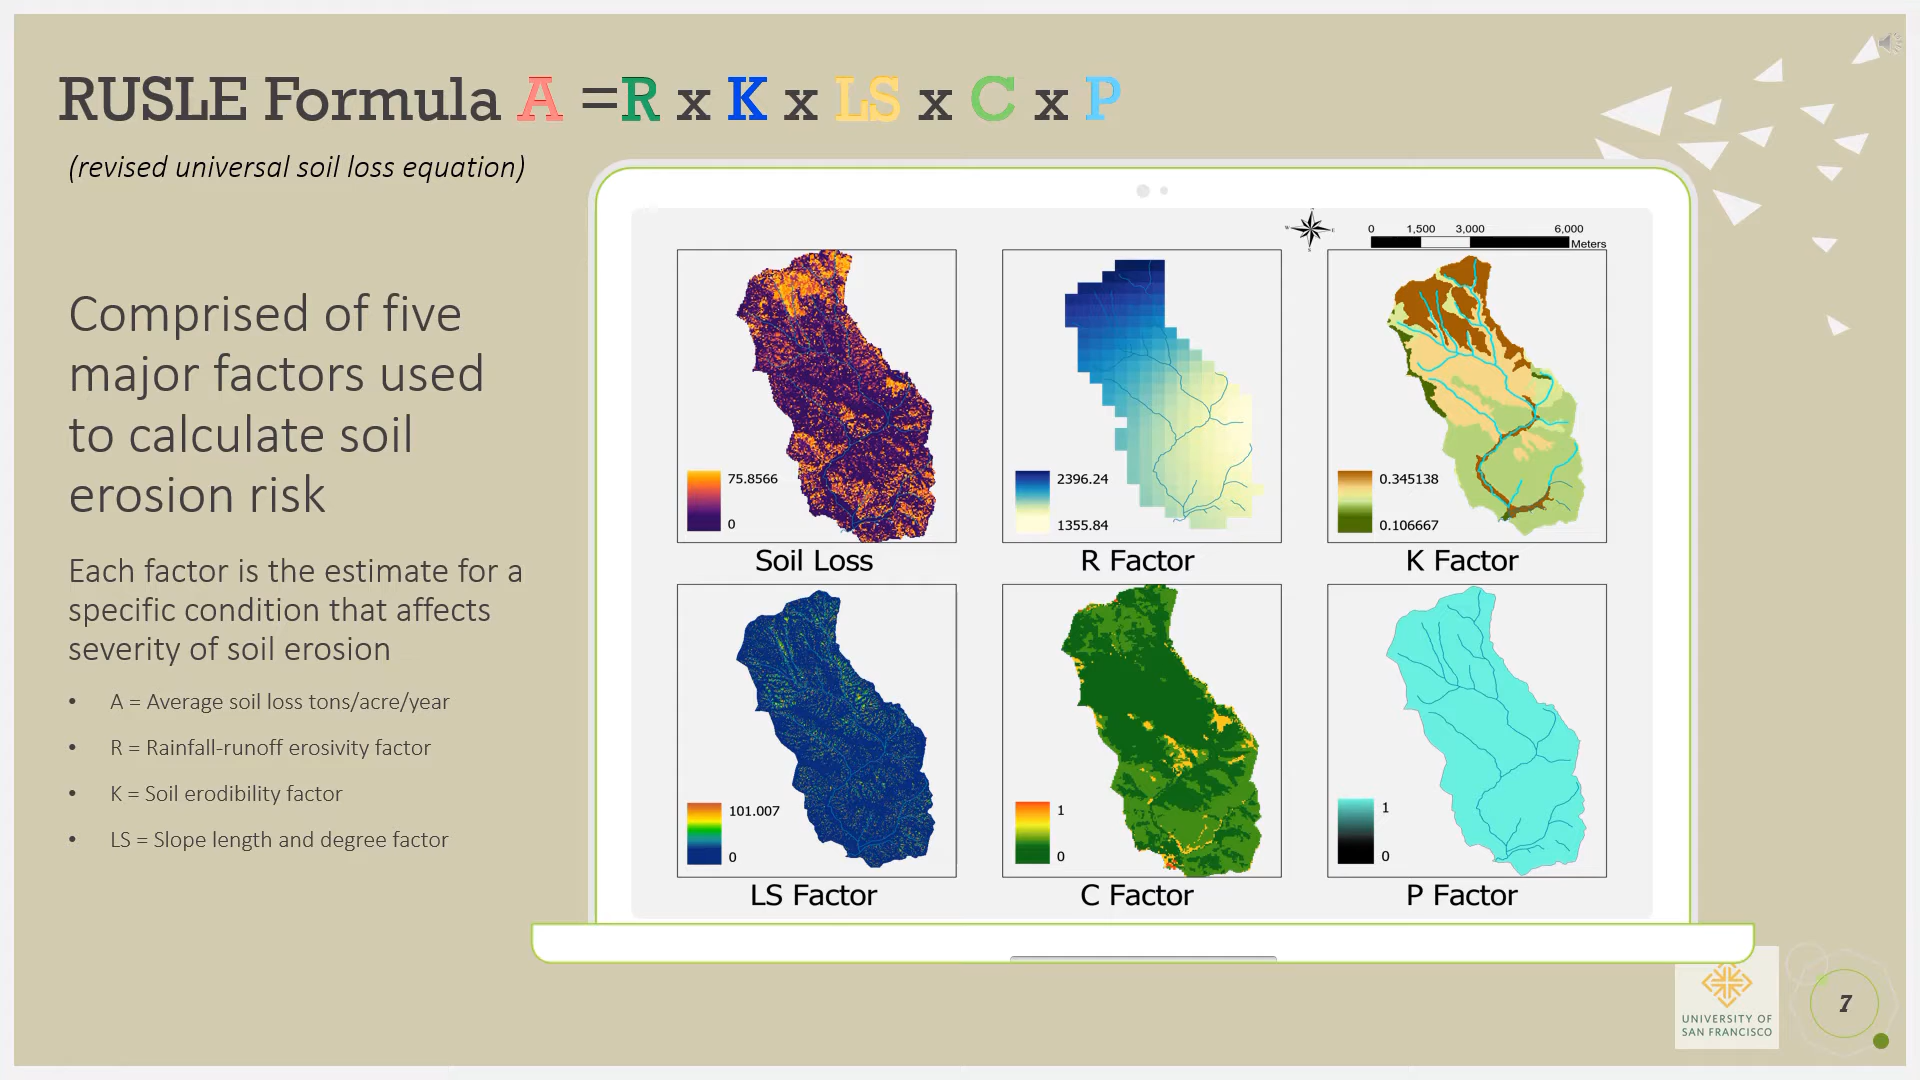 RUSLE Formula A =R x K x LS x C x P
(revised universal soil loss equation)
Comprised of five
major factors used
to calculate soil
erosion risk
Each factor is the estimate for a
specific condition that affects
severity of soil erosion
• A = Average soil loss tons/acre/year
• R = Rainfall-runoff erosivity factor
• K = Soil erodibility factor
• LS = Slope length and degree factor
0 1,500 3,000 6,000
Meters
75.8566
0
Soil Loss
2396.24
1355.84
R Factor
0.345138
0.106667
K Factor
101.007
0
LS Factor
1
0
C Factor
1
0
P Factor
UNIVERSITY OF
SAN FRANCISCO
7